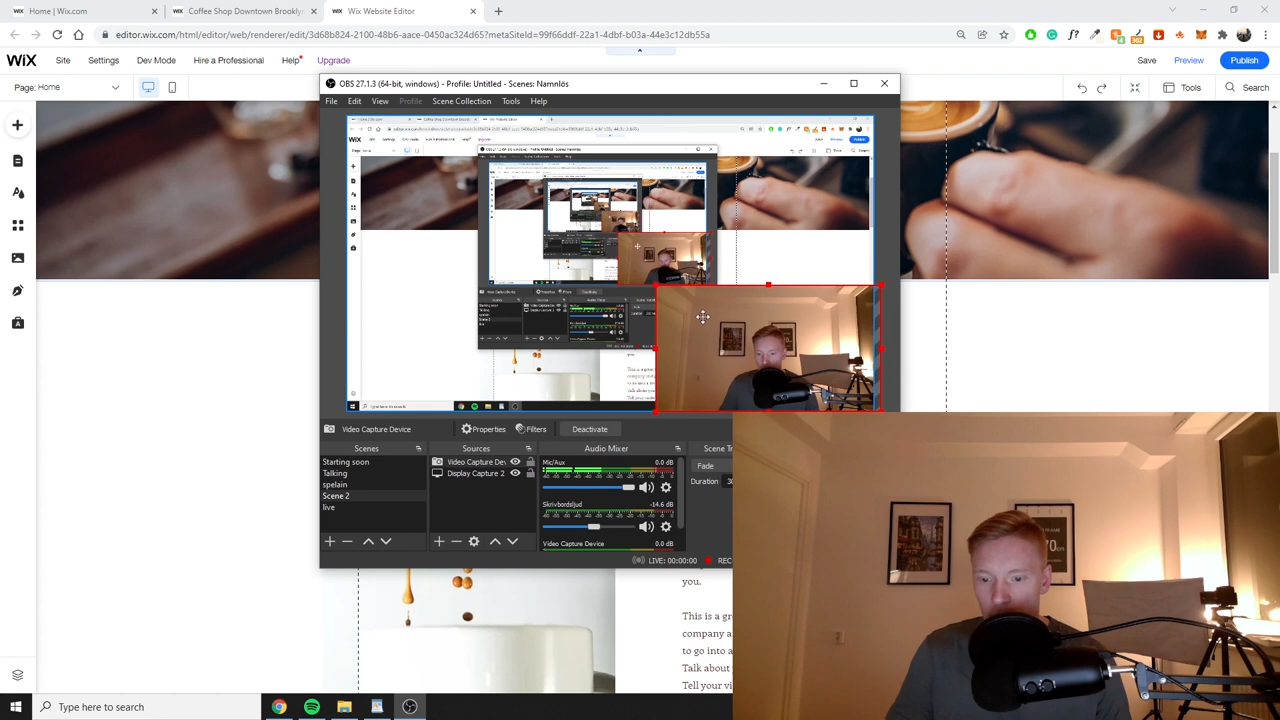 Home | Wix.com
Coffee Shop Downtown Brooklyn
Wix Website Editor
editor.wix.com/html/editor/web/renderer/edit/3d68b824-2100-48b6-aace-0450ac324d65?metaSiteId=99f66ddf-22a1-4dbf-b03a-44e3c12db55a
WiX
Site
Settings
Dev Mode
Hire a Professional
Help
Upgrade
Save
Preview
Publish
Page: Home
Tools
Search
OBS 27.1.3 (64-bit, windows) - Profile: Untitled - Scenes: Namnlös
File
Edit
View
Profile
Scene Collection
Tools
Help
Video Capture Device
Properties
Filters
Deactivate
Scenes
Sources
Audio Mixer
Scene Tr
Starting soon
Talking
spelain
Scene 2
live
Video Capture Dev
Display Capture 2
Mic/Aux
0.0 dB
Skrivbordsljud
-14.6 dB
Video Capture Device
0.0 dB
Fade
Duration
LIVE: 00:00:00
REC
you.
This is a gr
company a
to go into a
Talk about
Tell your vi
Type here to search